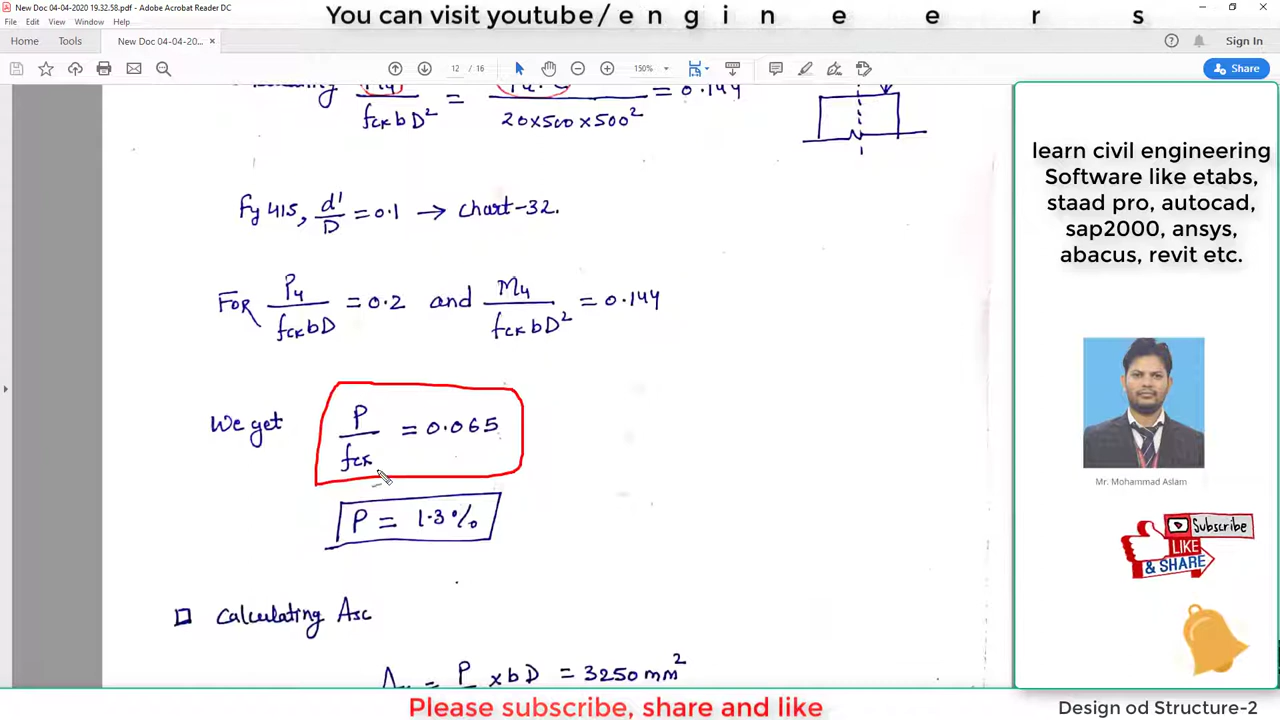 New Doc 04-04-2020 19.32.58.pdf - Adobe Acrobat Reader DC
You can visit youtube/e n g i n e e r s
File Edit View Window Help
Home Tools New Doc 04-04-20... × Sign In
12 / 16 150% Share
fck bD² = 20x500x500² = 0.144
Fy 415, d'/D = 0.1 → chart-32.
For Pu/fck bD = 0.2 and Mu/fck bD² = 0.144
We get P/fck = 0.065
P = 1.3%
Calculating Asc
x bD = 3250 mm²
learn civil engineering
Software like etabs,
staad pro, autocad,
sap2000, ansys,
abacus, revit etc.
Mr. Mohammad Aslam
Subscribe
LIKE
& SHARE
Please subscribe, share and like
Design od Structure-2